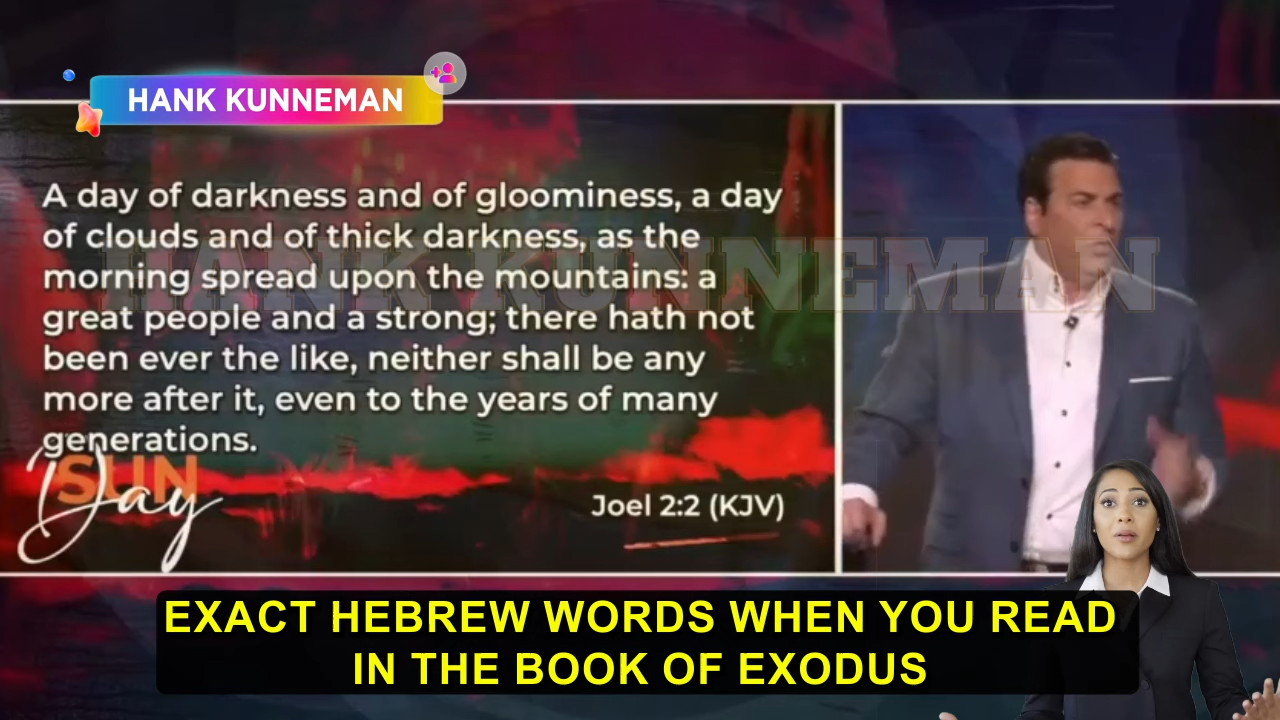 HANK KUNNEMAN
A day of darkness and of gloominess, a day
of clouds and of thick darkness, as the
morning spread upon the mountains: a
great people and a strong; there hath not
been ever the like, neither shall be any
more after it, even to the years of many
generations.
HANK KUNNEMAN
SUN
Day
Joel 2:2 (KJV)
EXACT HEBREW WORDS WHEN YOU READ
IN THE BOOK OF EXODUS